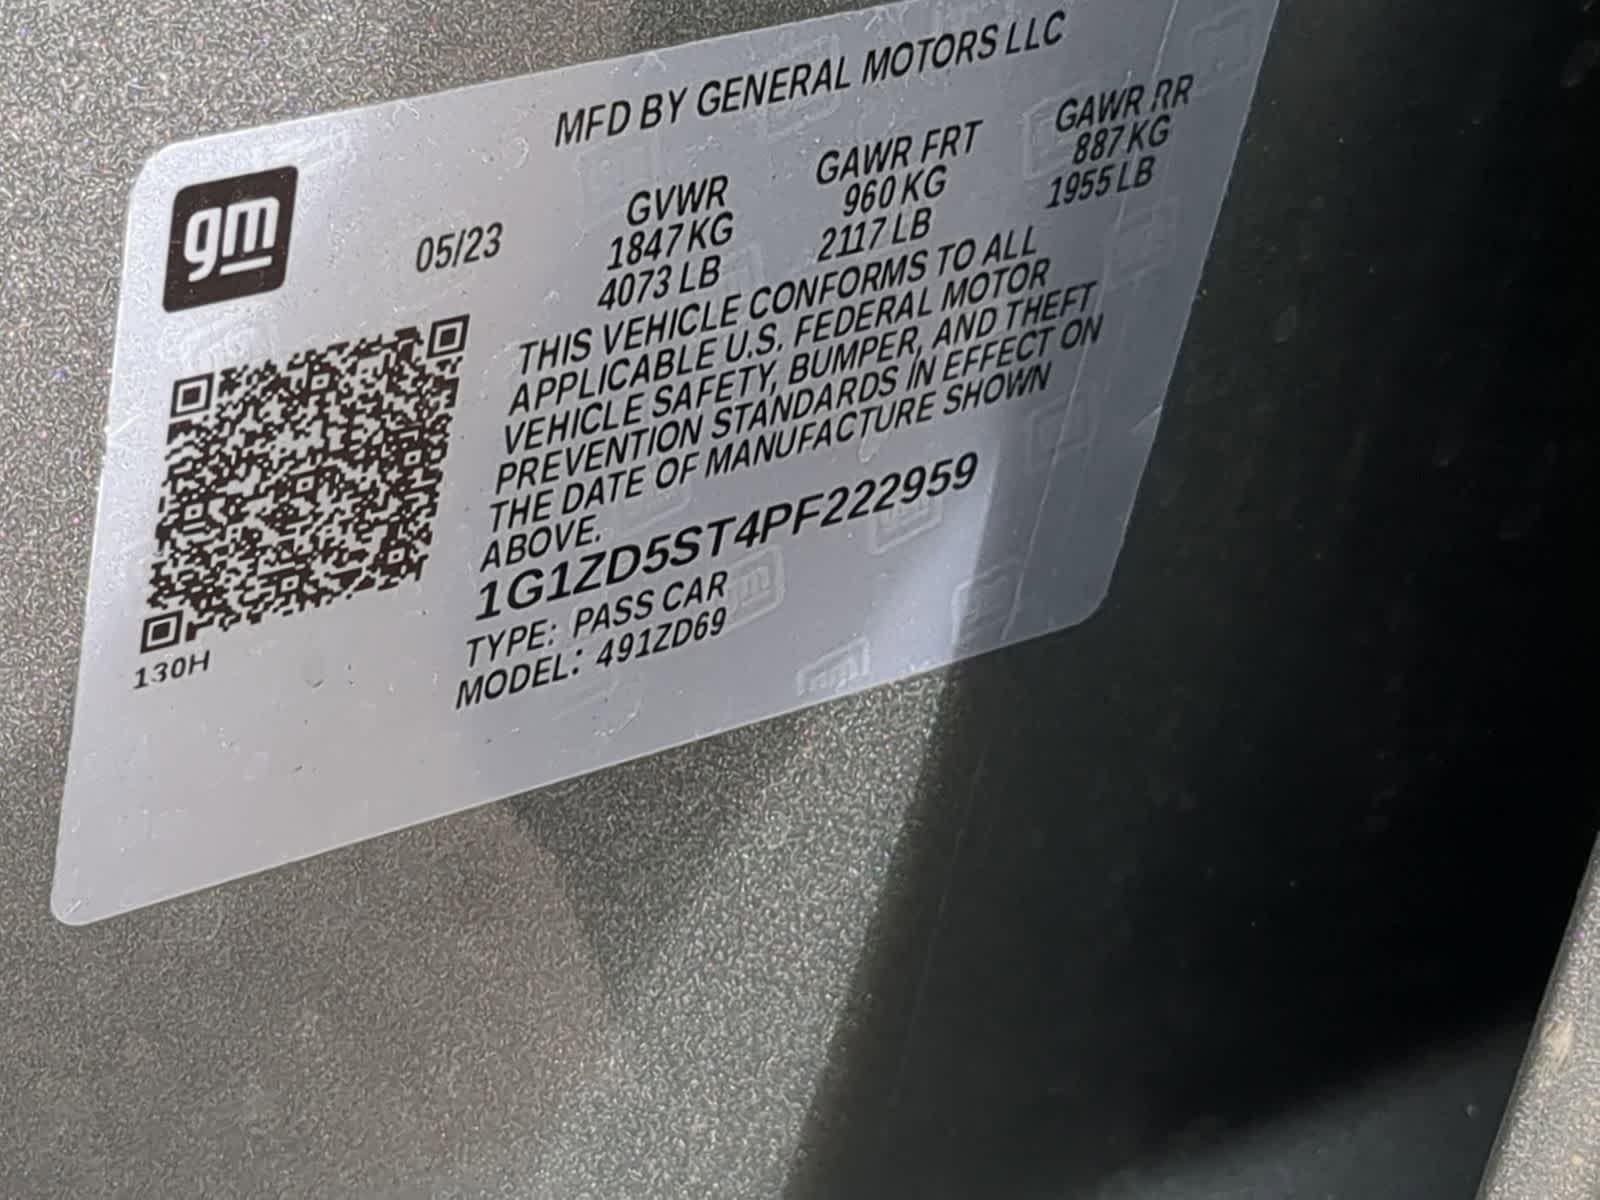 MFD BY GENERAL MOTORS LLC
gm
05/23
GVWR
1847 KG
4073 LB
GAWR FRT
960 KG
2117 LB
GAWR RR
887 KG
1955 LB
THIS VEHICLE CONFORMS TO ALL
APPLICABLE U.S. FEDERAL MOTOR
VEHICLE SAFETY, BUMPER, AND THEFT
PREVENTION STANDARDS IN EFFECT ON
THE DATE OF MANUFACTURE SHOWN
ABOVE.
1G1ZD5ST4PF222959
TYPE: PASS CAR
MODEL: 491ZD69
130H